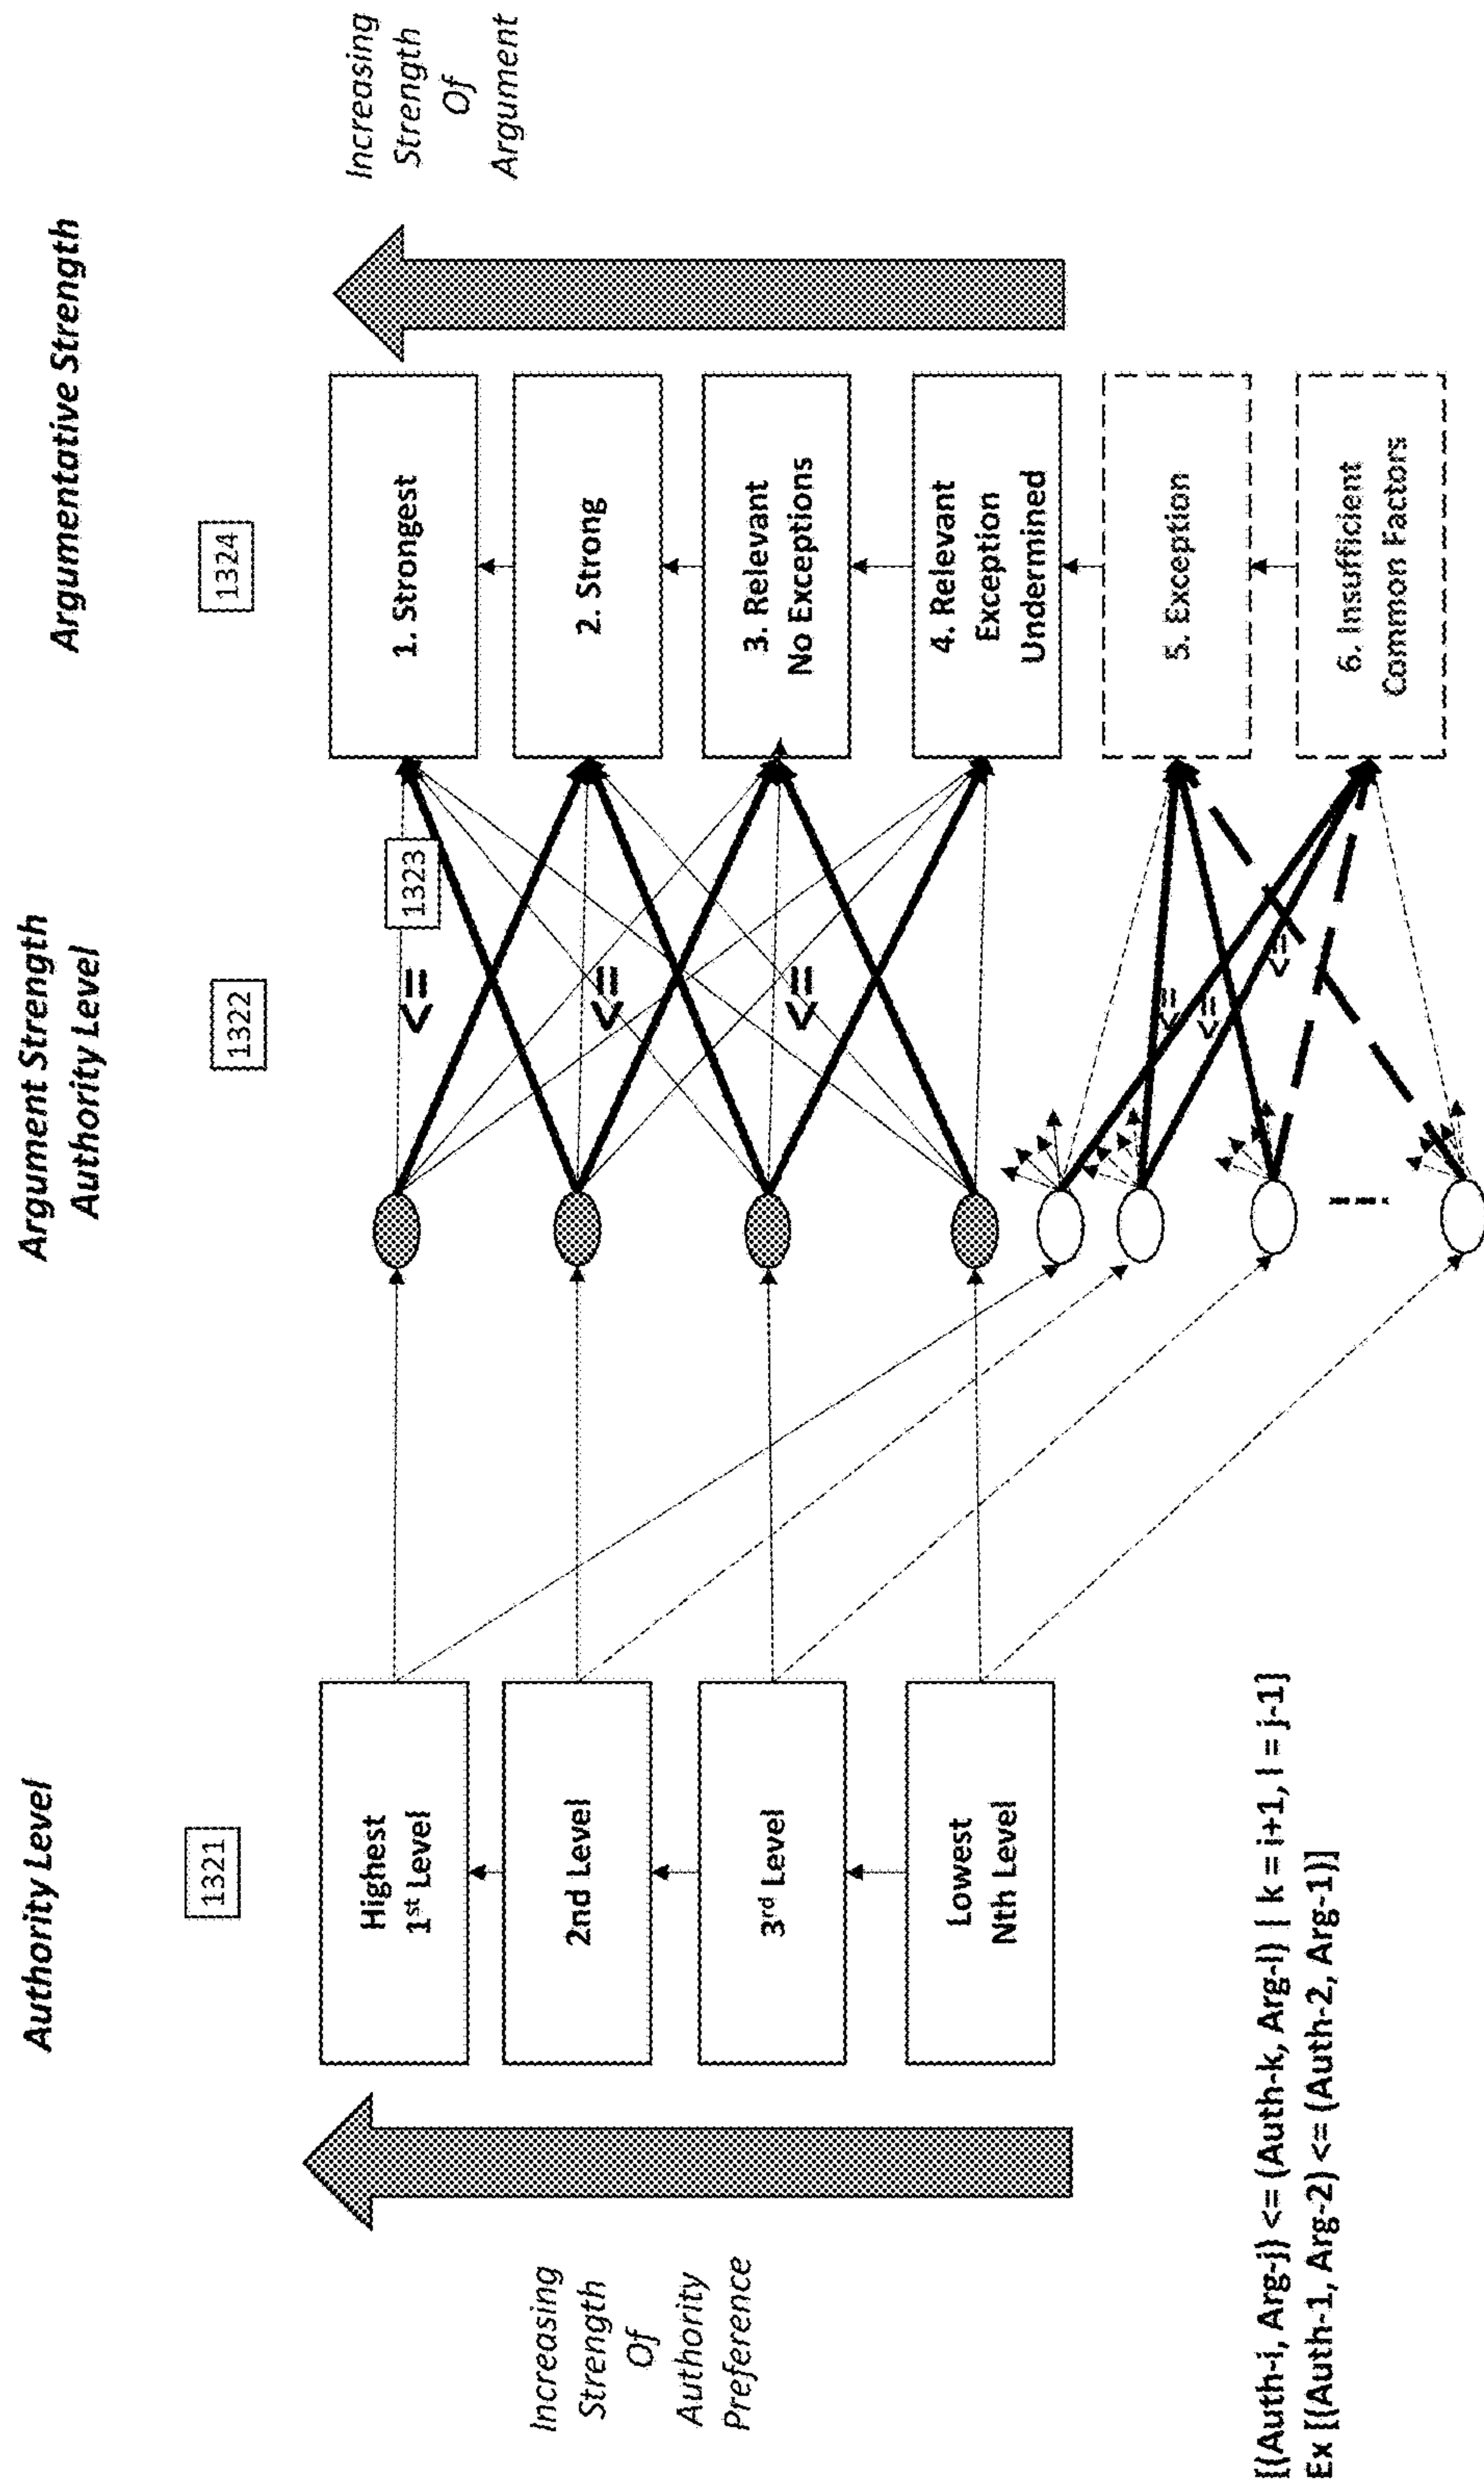 Authority Level
Argument Strength
Authority Level
Argumentative Strength
1321
1322
1324
Increasing
Strength
Of
Authority
Preference
Highest
1st Level
2nd Level
3rd Level
Lowest
Nth Level
1323
<=
<=
<=
<=
<=
<=
1. Strongest
2. Strong
3. Relevant
No Exceptions
4. Relevant
Exception
Undermined
5. Exception
6. Insufficient
Common Factors
Increasing
Strength
Of
Argument
[(Auth-i, Arg-j) <= (Auth-k, Arg-l) | k = i+1, l = j-1]
Ex [(Auth-1, Arg-2) <= (Auth-2, Arg-1)]